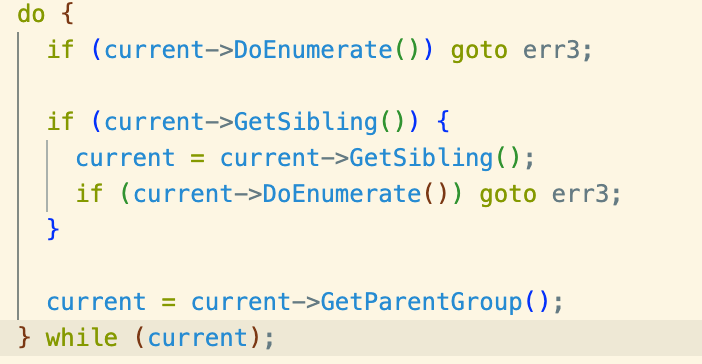 do {
if (current->DoEnumerate()) goto err3;
if (current->GetSibling()) {
current = current->GetSibling();
if (current->DoEnumerate()) goto err3;
}
current = current->GetParentGroup();
} while (current);